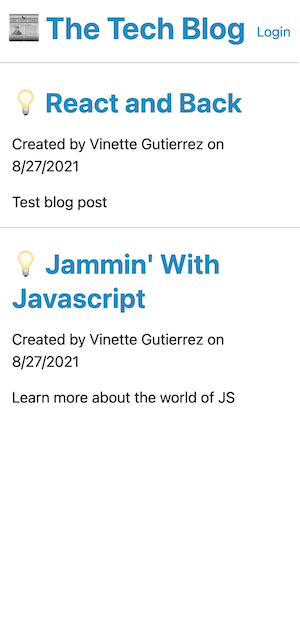 The Tech Blog Login
React and Back
Created by Vinette Gutierrez on
8/27/2021
Test blog post
Jammin' With
Javascript
Created by Vinette Gutierrez on
8/27/2021
Learn more about the world of JS